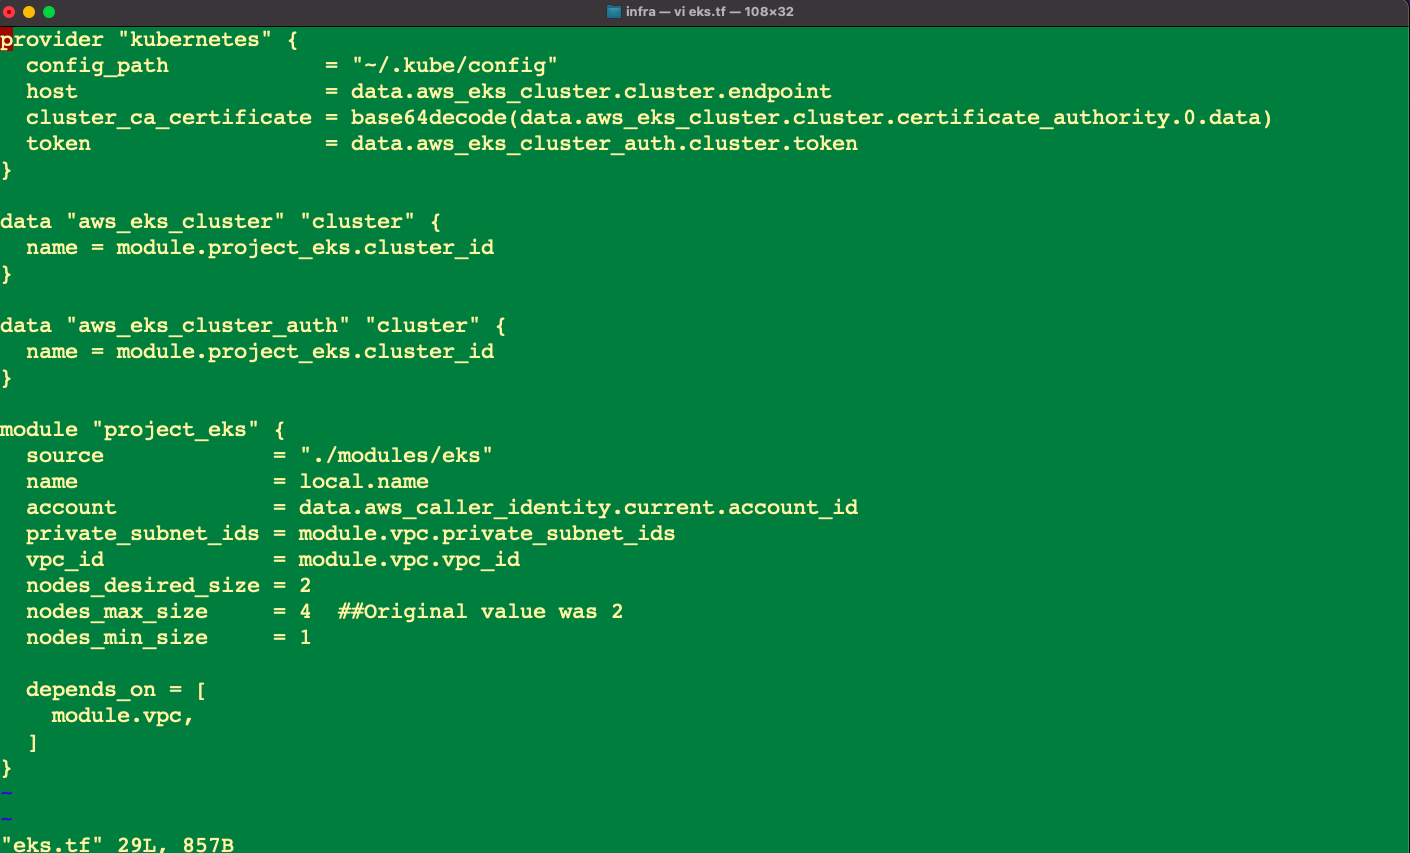 infra — vi eks.tf — 108×32
provider "kubernetes" {
  config_path            = "~/.kube/config"
  host                   = data.aws_eks_cluster.cluster.endpoint
  cluster_ca_certificate = base64decode(data.aws_eks_cluster.cluster.certificate_authority.0.data)
  token                  = data.aws_eks_cluster_auth.cluster.token
}

data "aws_eks_cluster" "cluster" {
  name = module.project_eks.cluster_id
}

data "aws_eks_cluster_auth" "cluster" {
  name = module.project_eks.cluster_id
}

module "project_eks" {
  source             = "./modules/eks"
  name               = local.name
  account            = data.aws_caller_identity.current.account_id
  private_subnet_ids = module.vpc.private_subnet_ids
  vpc_id             = module.vpc.vpc_id
  nodes_desired_size = 2
  nodes_max_size     = 4  ##Original value was 2
  nodes_min_size     = 1

  depends_on = [
    module.vpc,
  ]
}
~
~
"eks.tf" 29L, 857B